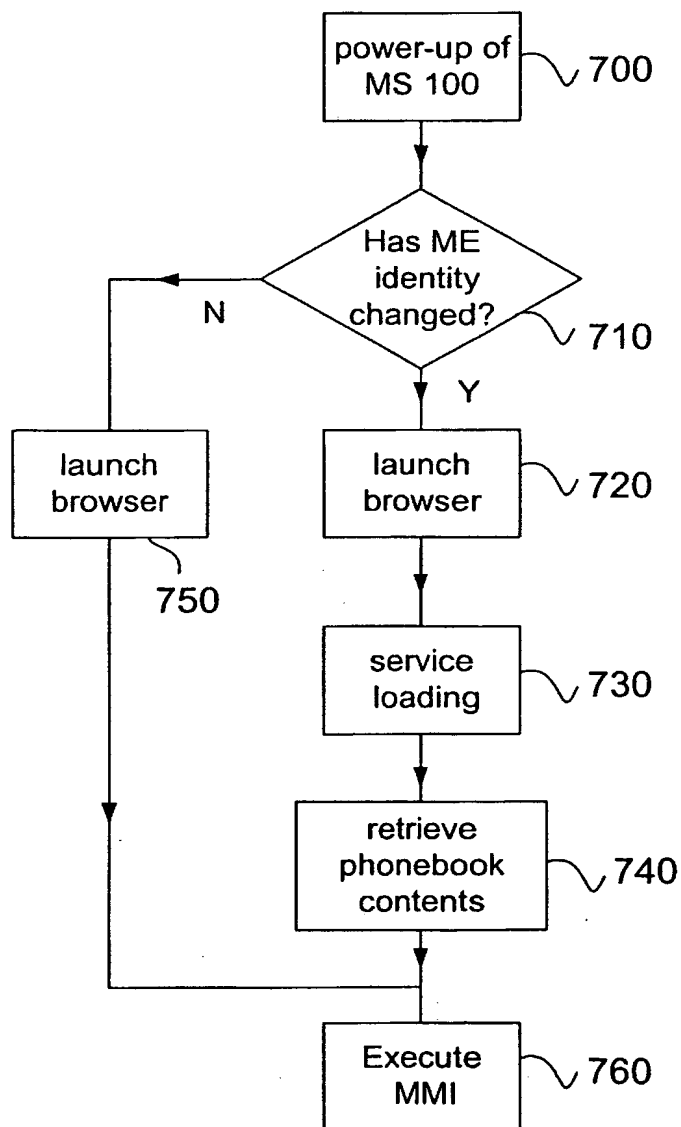 power-up of
MS 100
700
Has ME
identity
changed?
710
N
Y
launch
browser
750
launch
browser
720
service
loading
730
retrieve
phonebook
contents
740
Execute
MMI
760